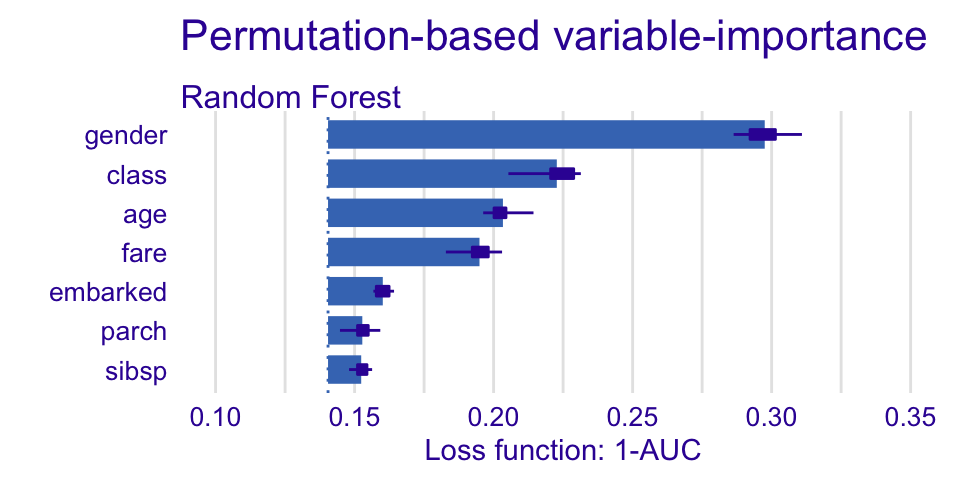 Permutation-based variable-importance
Random Forest
gender
class
age
fare
embarked
parch
sibsp
0.10 0.15 0.20 0.25 0.30 0.35
Loss function: 1-AUC